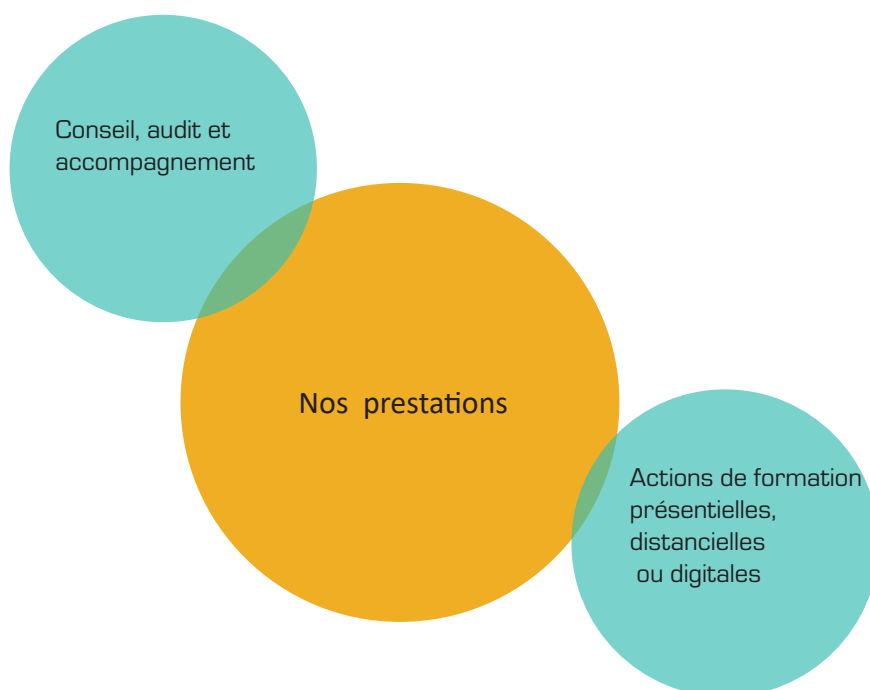 Conseil, audit et
accompagnement
Nos prestations
Actions de formation
présentielles,
distancielles
ou digitales